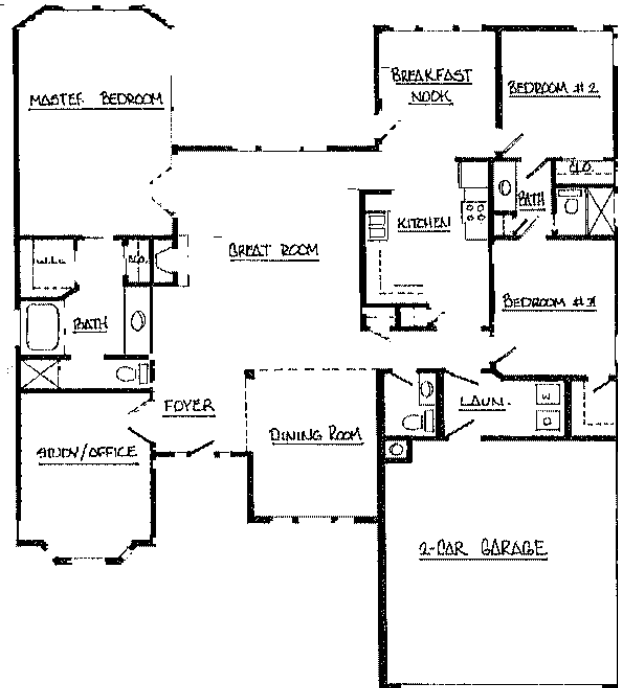 MASTER BEDROOM
BREAKFAST
NOOK
BEDROOM #2
CLO.
BATH
KITCHEN
GREAT ROOM
W.I.C.
BEDROOM #3
BATH
FOYER
LAUN.
W
D
DINING ROOM
STUDY/OFFICE
2-CAR GARAGE